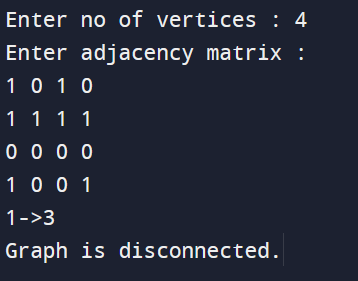 Enter no of vertices : 4
Enter adjacency matrix :
1 0 1 0
1 1 1 1
0 0 0 0
1 0 0 1
1->3
Graph is disconnected.